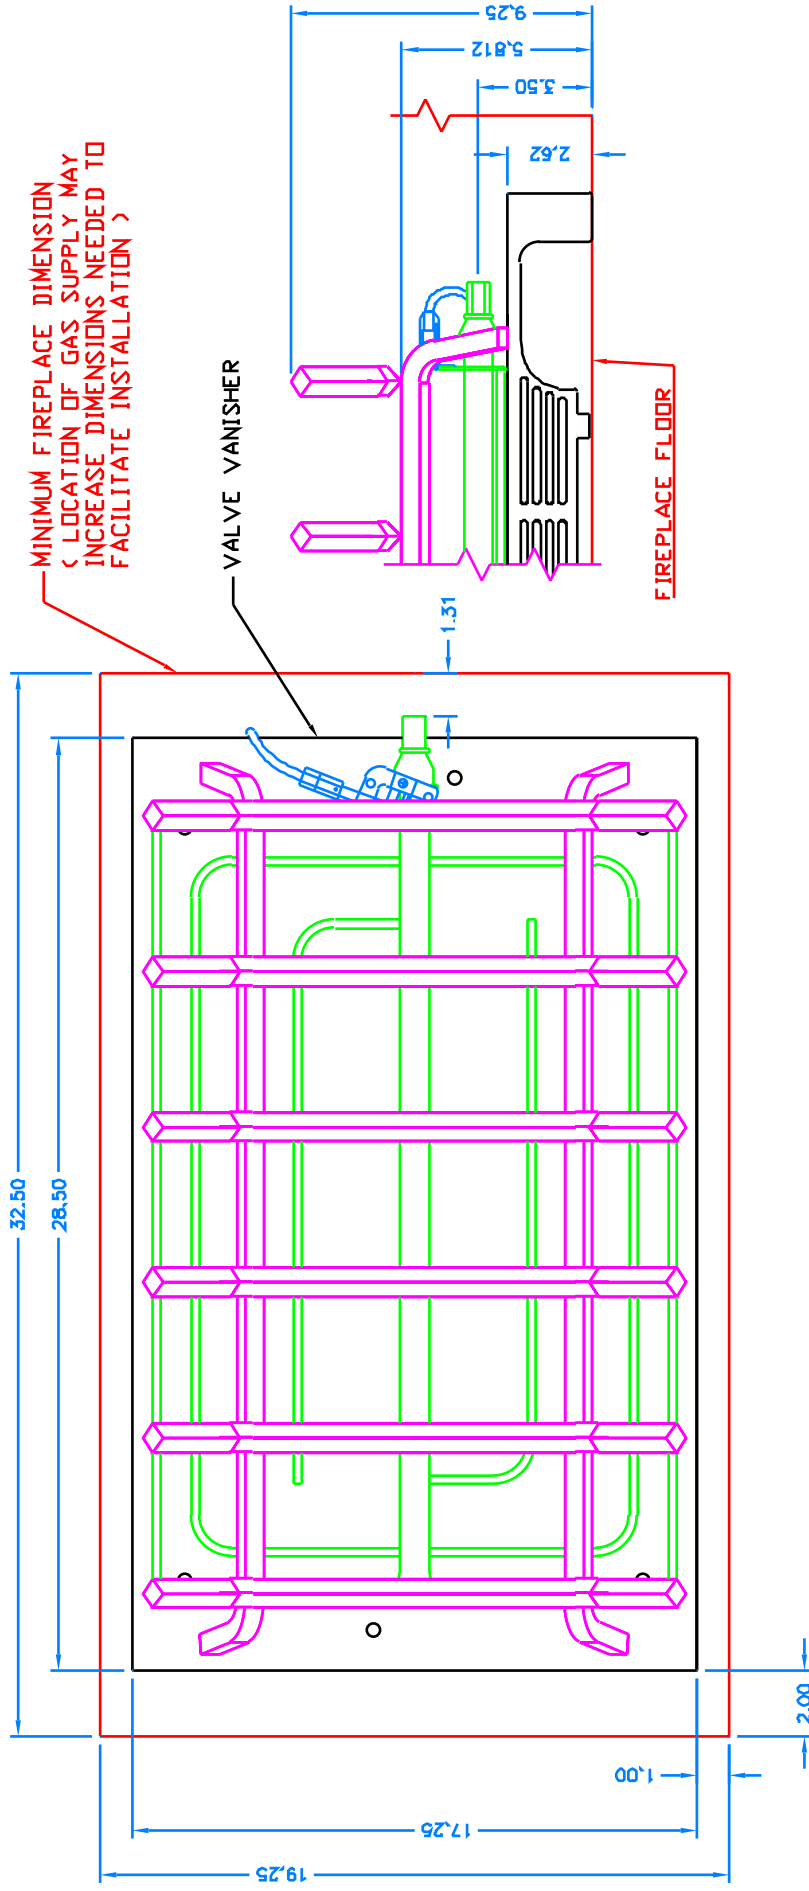 MINIMUM FIREPLACE DIMENSION
( LOCATION OF GAS SUPPLY MAY
INCREASE DIMENSIONS NEEDED TO
FACILITATE INSTALLATION )
VALVE VANISHER
FIREPLACE FLOOR
9.25
5.812
3.50
2.62
1.31
32.50
28.50
2.00
1.00
17.25
19.25